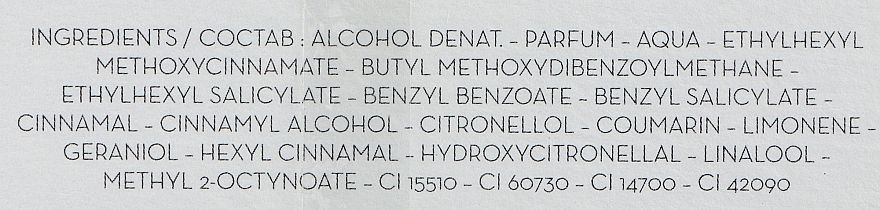 INGREDIENTS / COCTAB : ALCOHOL DENAT. – PARFUM – AQUA – ETHYLHEXYL
METHOXYCINNAMATE – BUTYL METHOXYDIBENZOYLMETHANE –
ETHYLHEXYL SALICYLATE – BENZYL BENZOATE – BENZYL SALICYLATE –
CINNAMAL – CINNAMYL ALCOHOL – CITRONELLOL – COUMARIN – LIMONENE –
GERANIOL – HEXYL CINNAMAL – HYDROXYCITRONELLAL – LINALOOL –
METHYL 2-OCTYNOATE – CI 15510 – CI 60730 – CI 14700 – CI 42090